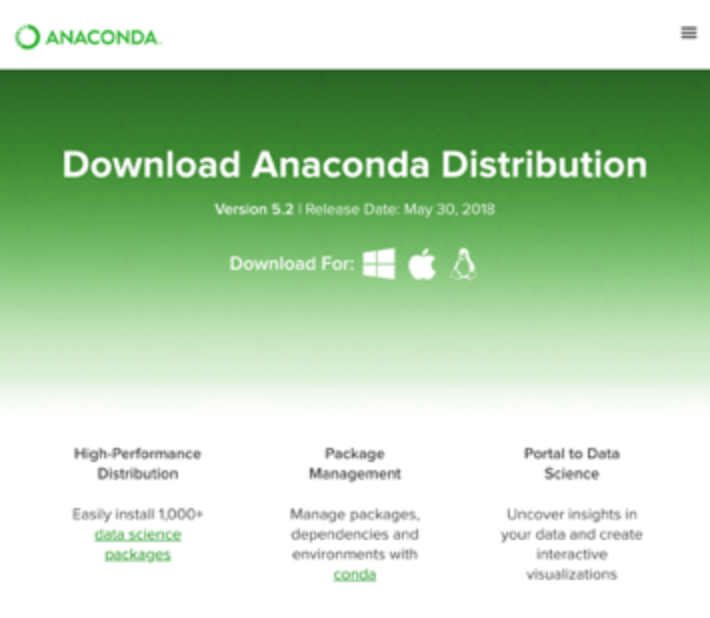 ANACONDA.
Download Anaconda Distribution
Version 5.2 | Release Date: May 30, 2018
Download For:
High-Performance
Distribution
Easily install 1,000+
data science
packages
Package
Management
Manage packages,
dependencies and
environments with
conda
Portal to Data
Science
Uncover insights in
your data and create
interactive
visualizations